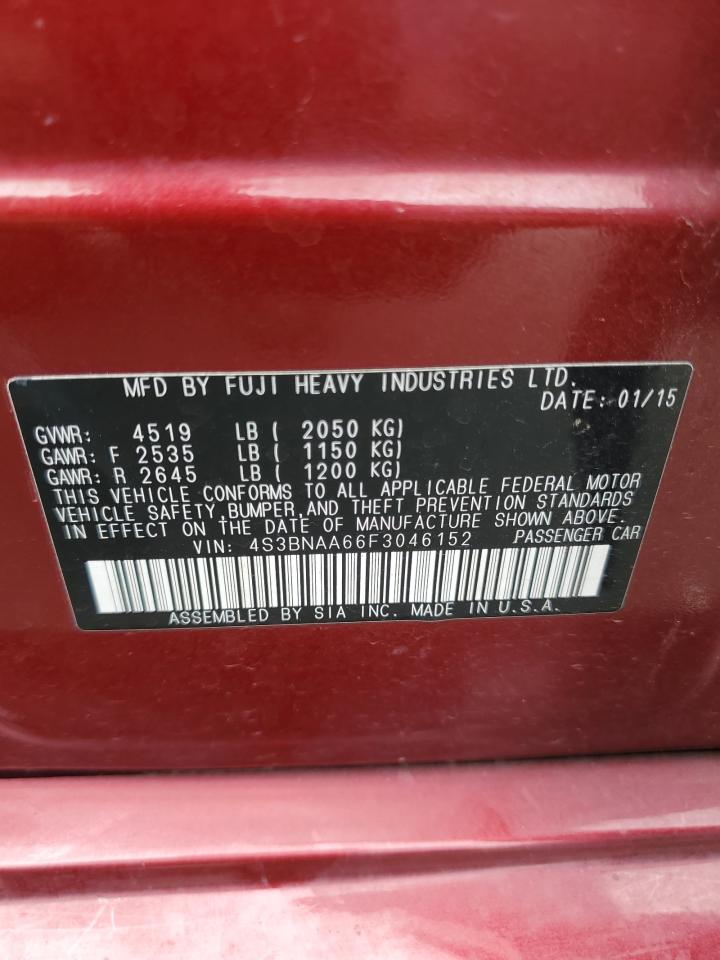 MFD BY FUJI HEAVY INDUSTRIES LTD.
DATE: 01/15
GVWR: 4519 LB ( 2050 KG)
GAWR: F 2535 LB ( 1150 KG)
GAWR: R 2645 LB ( 1200 KG)
THIS VEHICLE CONFORMS TO ALL APPLICABLE FEDERAL MOTOR
VEHICLE SAFETY, BUMPER, AND THEFT PREVENTION STANDARDS
IN EFFECT ON THE DATE OF MANUFACTURE SHOWN ABOVE.
VIN: 4S3BNAA66F3046152 PASSENGER CAR
ASSEMBLED BY SIA INC. MADE IN U.S.A.